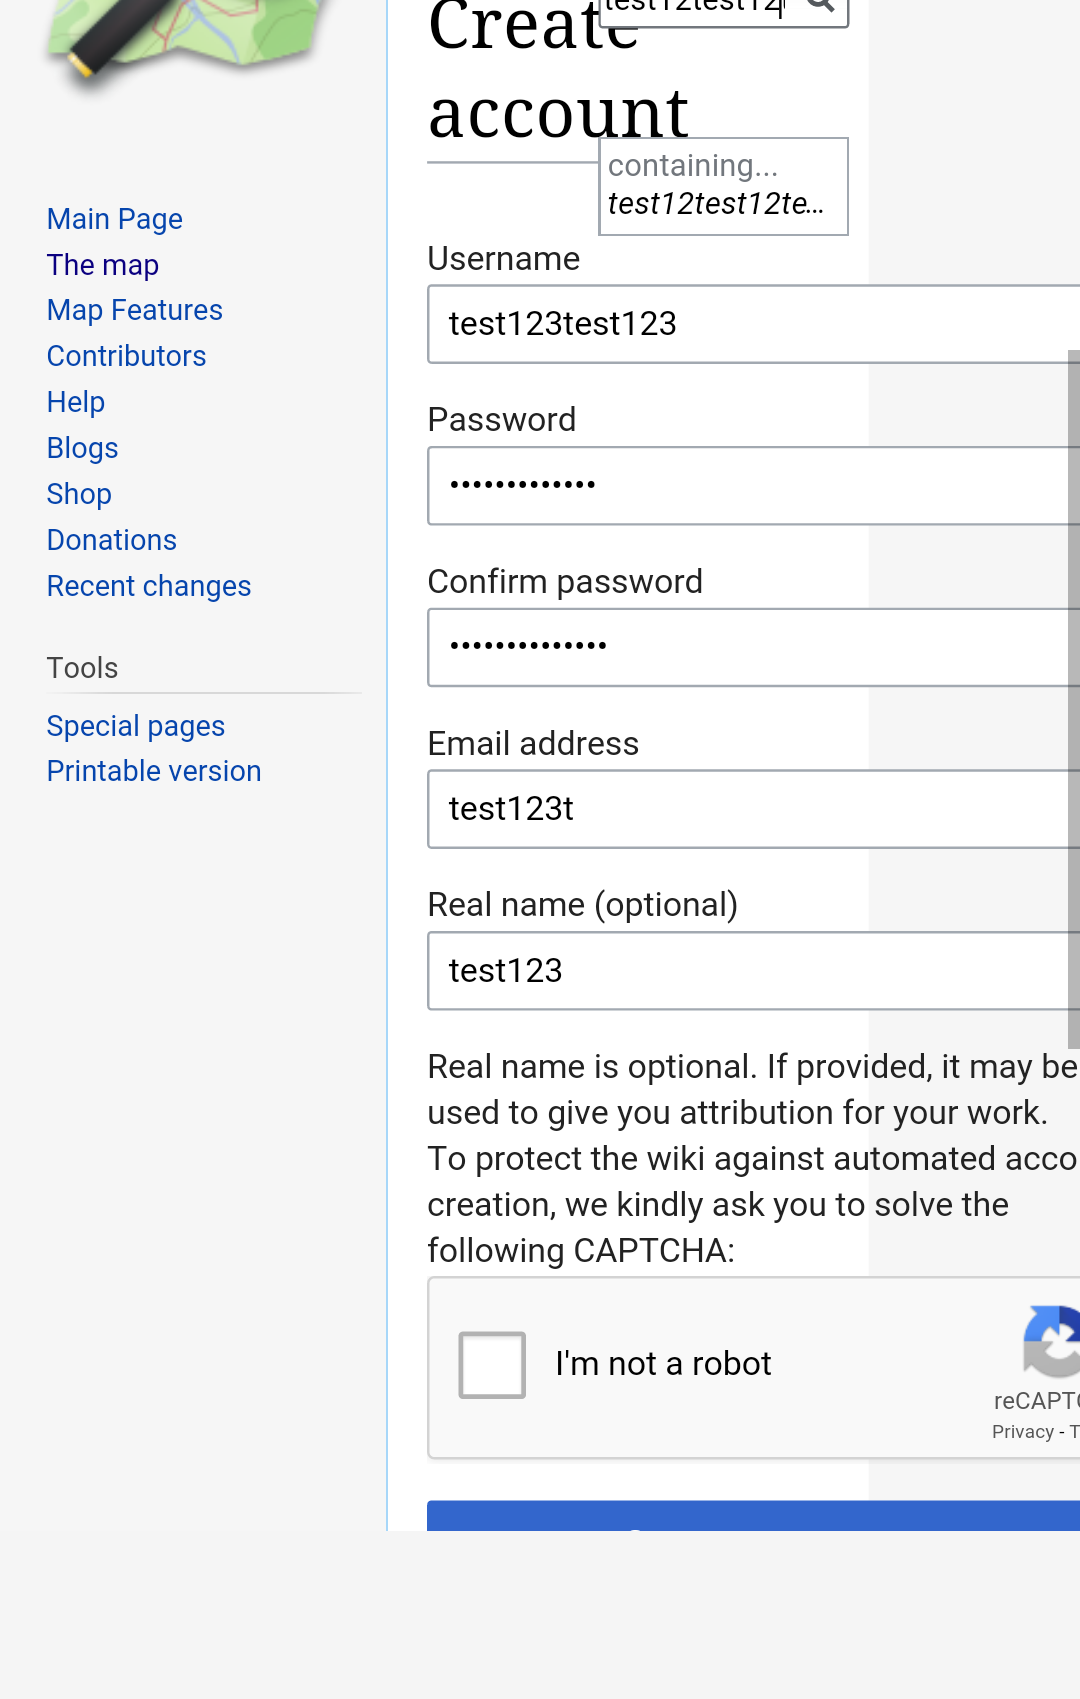 test12test12
Create
account
containing...
test12test12te...
Main Page
The map
Map Features
Contributors
Help
Blogs
Shop
Donations
Recent changes
Tools
Special pages
Printable version
Username
test123test123
Password
•••••••••••••
Confirm password
••••••••••••••
Email address
test123t
Real name (optional)
test123
Real name is optional. If provided, it may be
used to give you attribution for your work.
To protect the wiki against automated acco
creation, we kindly ask you to solve the
following CAPTCHA:
I'm not a robot
reCAPTC
Privacy - T